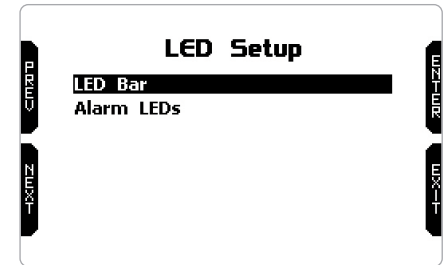 LED Setup
PREV
ENTER
LED Bar
Alarm LEDs
NEXT
EXIT